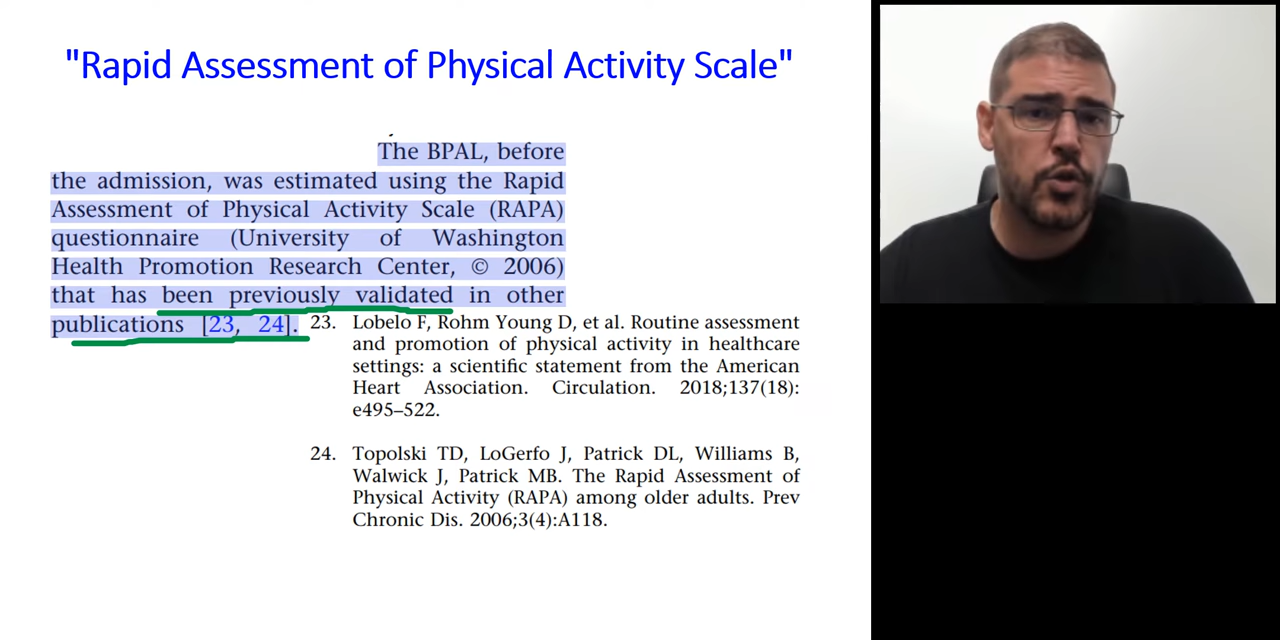 "Rapid Assessment of Physical Activity Scale"
The BPAL, before
the admission, was estimated using the Rapid
Assessment of Physical Activity Scale (RAPA)
questionnaire (University of Washington
Health Promotion Research Center, © 2006)
that has been previously validated in other
publications [23, 24].
23. Lobelo F, Rohm Young D, et al. Routine assessment
and promotion of physical activity in healthcare
settings: a scientific statement from the American
Heart Association. Circulation. 2018;137(18):
e495–522.
24. Topolski TD, LoGerfo J, Patrick DL, Williams B,
Walwick J, Patrick MB. The Rapid Assessment of
Physical Activity (RAPA) among older adults. Prev
Chronic Dis. 2006;3(4):A118.